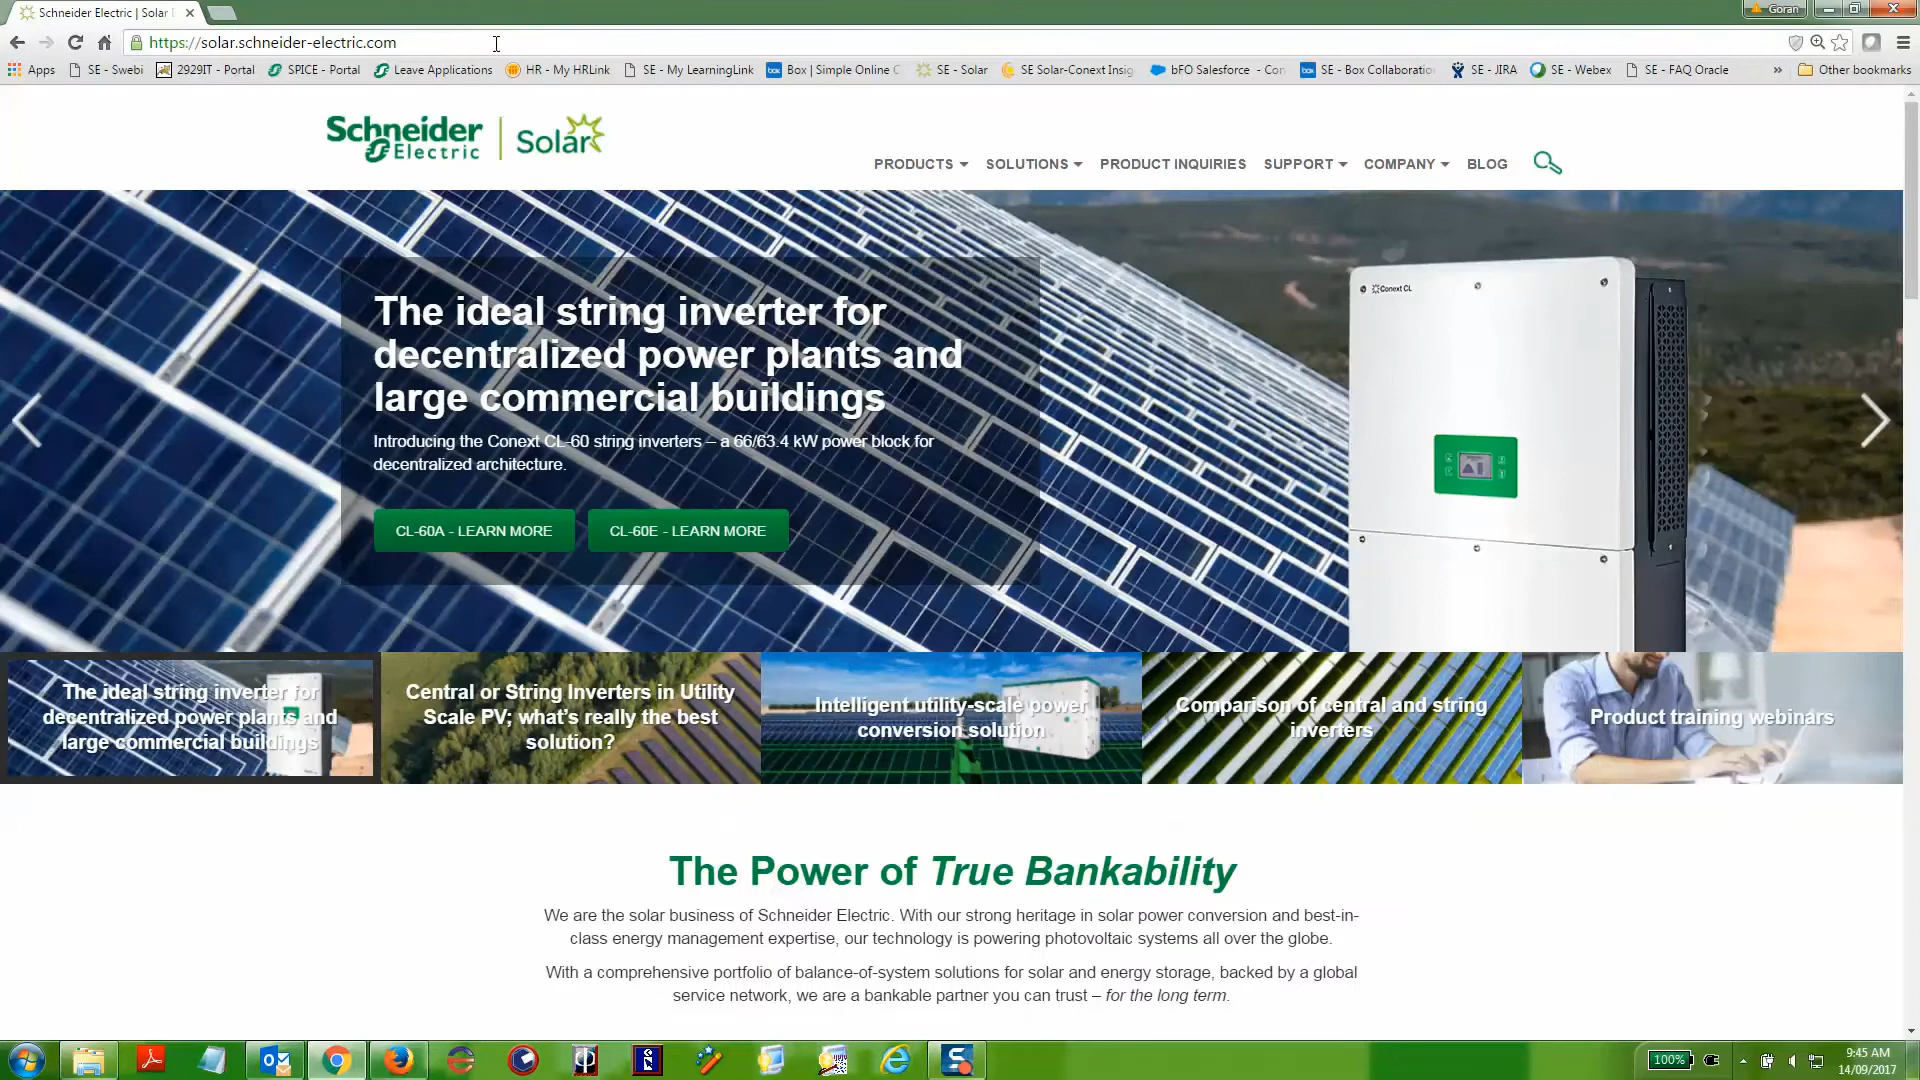 Schneider Electric | Solar
Goran
https://solar.schneider-electric.com
Apps
SE - Swebi
2929IT - Portal
SPICE - Portal
Leave Applications
HR - My HRLink
SE - My LearningLink
Box | Simple Online C
SE - Solar
SE Solar-Conext Insig
bFO Salesforce - Con
SE - Box Collaboratio
SE - JIRA
SE - Webex
SE - FAQ Oracle
»
Other bookmarks
Schneider
Electric
Solar
PRODUCTS
SOLUTIONS
PRODUCT INQUIRIES
SUPPORT
COMPANY
BLOG
Conext CL
The ideal string inverter for
decentralized power plants and
large commercial buildings
Introducing the Conext CL-60 string inverters – a 66/63.4 kW power block for
decentralized architecture.
CL-60A - LEARN MORE
CL-60E - LEARN MORE
The ideal string inverter for
decentralized power plants and
large commercial buildings
Central or String Inverters in Utility
Scale PV; what's really the best
solution?
Intelligent utility-scale power
conversion solution
Comparison of central and string
inverters
Product training webinars
The Power of True Bankability
We are the solar business of Schneider Electric. With our strong heritage in solar power conversion and best-in-
class energy management expertise, our technology is powering photovoltaic systems all over the globe.
With a comprehensive portfolio of balance-of-system solutions for solar and energy storage, backed by a global
service network, we are a bankable partner you can trust – for the long term.
100%
9:45 AM
14/09/2017